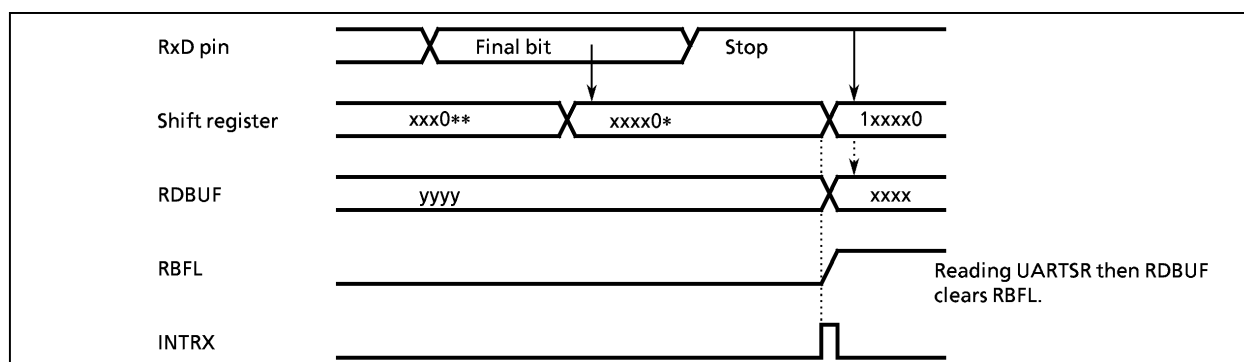 RxD pin Final bit Stop
Shift register xxx0** xxxx0* 1xxxx0
RDBUF yyyy xxxx
RBFL
Reading UARTSR then RDBUF
clears RBFL.
INTRX